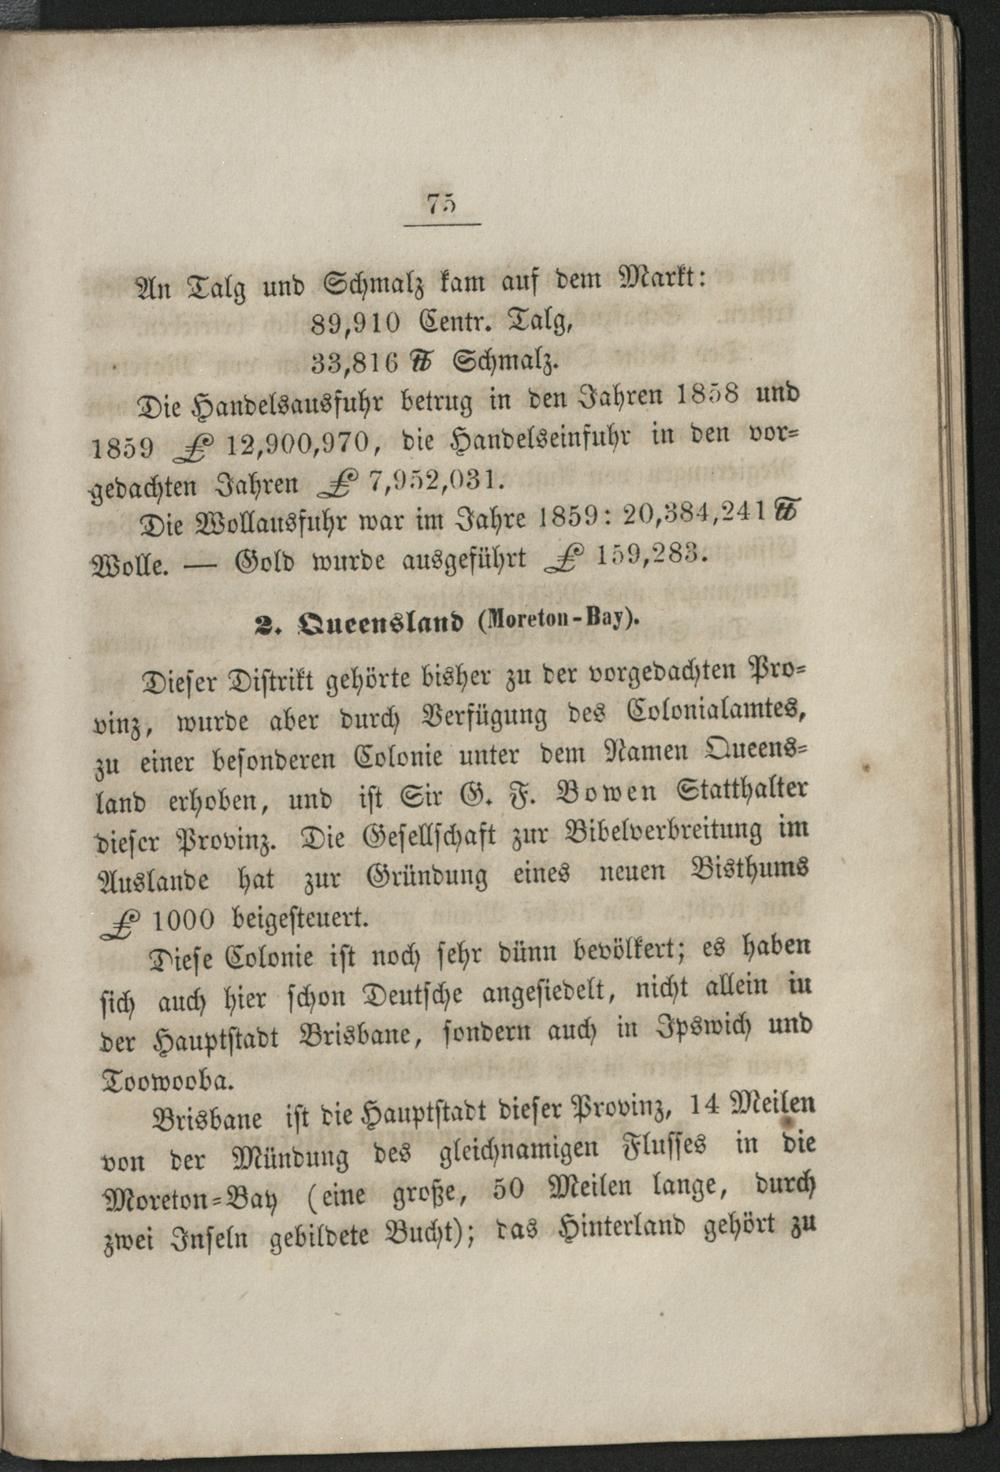 75
An Talg und Schmalz kam auf dem Markt:
89,910 Centr. Talg,
33,816 ℔ Schmalz.
Die Handelsausfuhr betrug in den Jahren 1858 und
1859 £ 12,900,970, die Handelseinfuhr in den vor=
gedachten Jahren £ 7,952,031.
Die Wollausfuhr war im Jahre 1859: 20,384,241 ℔
Wolle. — Gold wurde ausgeführt £ 159,283.
2. Queensland (Moreton-Bay).
Dieser Distrikt gehörte bisher zu der vorgedachten Pro=
vinz, wurde aber durch Verfügung des Colonialamtes,
zu einer besonderen Colonie unter dem Namen Queens=
land erhoben, und ist Sir G. F. Bowen Statthalter
dieser Provinz. Die Gesellschaft zur Bibelverbreitung im
Auslande hat zur Gründung eines neuen Bisthums
£ 1000 beigesteuert.
Diese Colonie ist noch sehr dünn bevölkert; es haben
sich auch hier schon Deutsche angesiedelt, nicht allein in
der Hauptstadt Brisbane, sondern auch in Ipswich und
Toowooba.
Brisbane ist die Hauptstadt dieser Provinz, 14 Meilen
von der Mündung des gleichnamigen Flusses in die
Moreton=Bay (eine große, 50 Meilen lange, durch
zwei Inseln gebildete Bucht); das Hinterland gehört zu